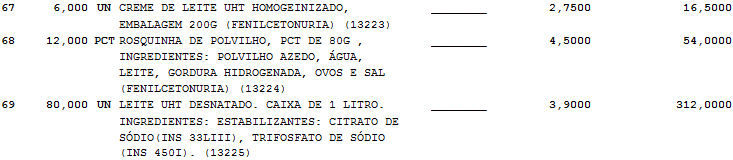 67 6,000 UN CREME DE LEITE UHT HOMOGEINIZADO, ________ 2,7500 16,5000
EMBALAGEM 200G (FENILCETONURIA) (13223)
68 12,000 PCT ROSQUINHA DE POLVILHO, PCT DE 80G , ________ 4,5000 54,0000
INGREDIENTES: POLVILHO AZEDO, ÁGUA,
LEITE, GORDURA HIDROGENADA, OVOS E SAL
(FENILCETONURIA) (13224)
69 80,000 UN LEITE UHT DESNATADO. CAIXA DE 1 LITRO. ________ 3,9000 312,0000
INGREDIENTES: ESTABILIZANTES: CITRATO DE
SÓDIO(INS 33LIII), TRIFOSFATO DE SÓDIO
(INS 450I). (13225)